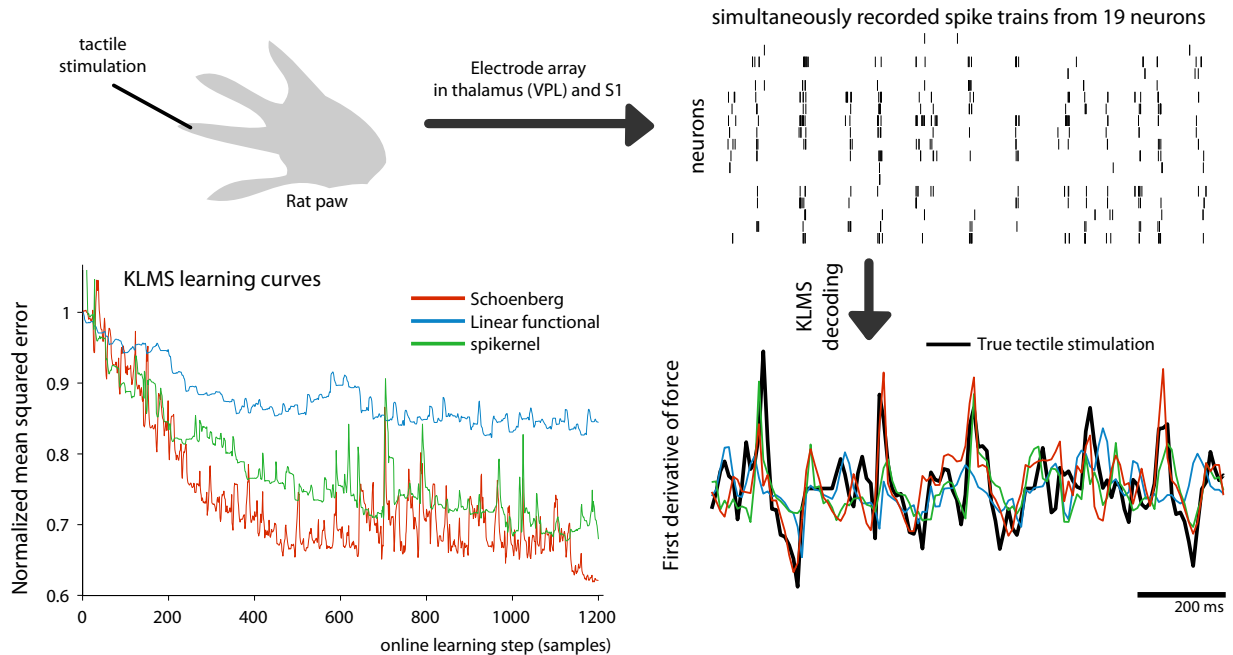 tactile
stimulation
Rat paw
Electrode array
in thalamus (VPL) and S1
simultaneously recorded spike trains from 19 neurons
neurons
KLMS learning curves
Schoenberg
Linear functional
spikernel
Normalized mean squared error
1
0.9
0.8
0.7
0.6
0 200 400 600 800 1000 1200
online learning step (samples)
KLMS
decoding
True tectile stimulation
First derivative of force
200 ms